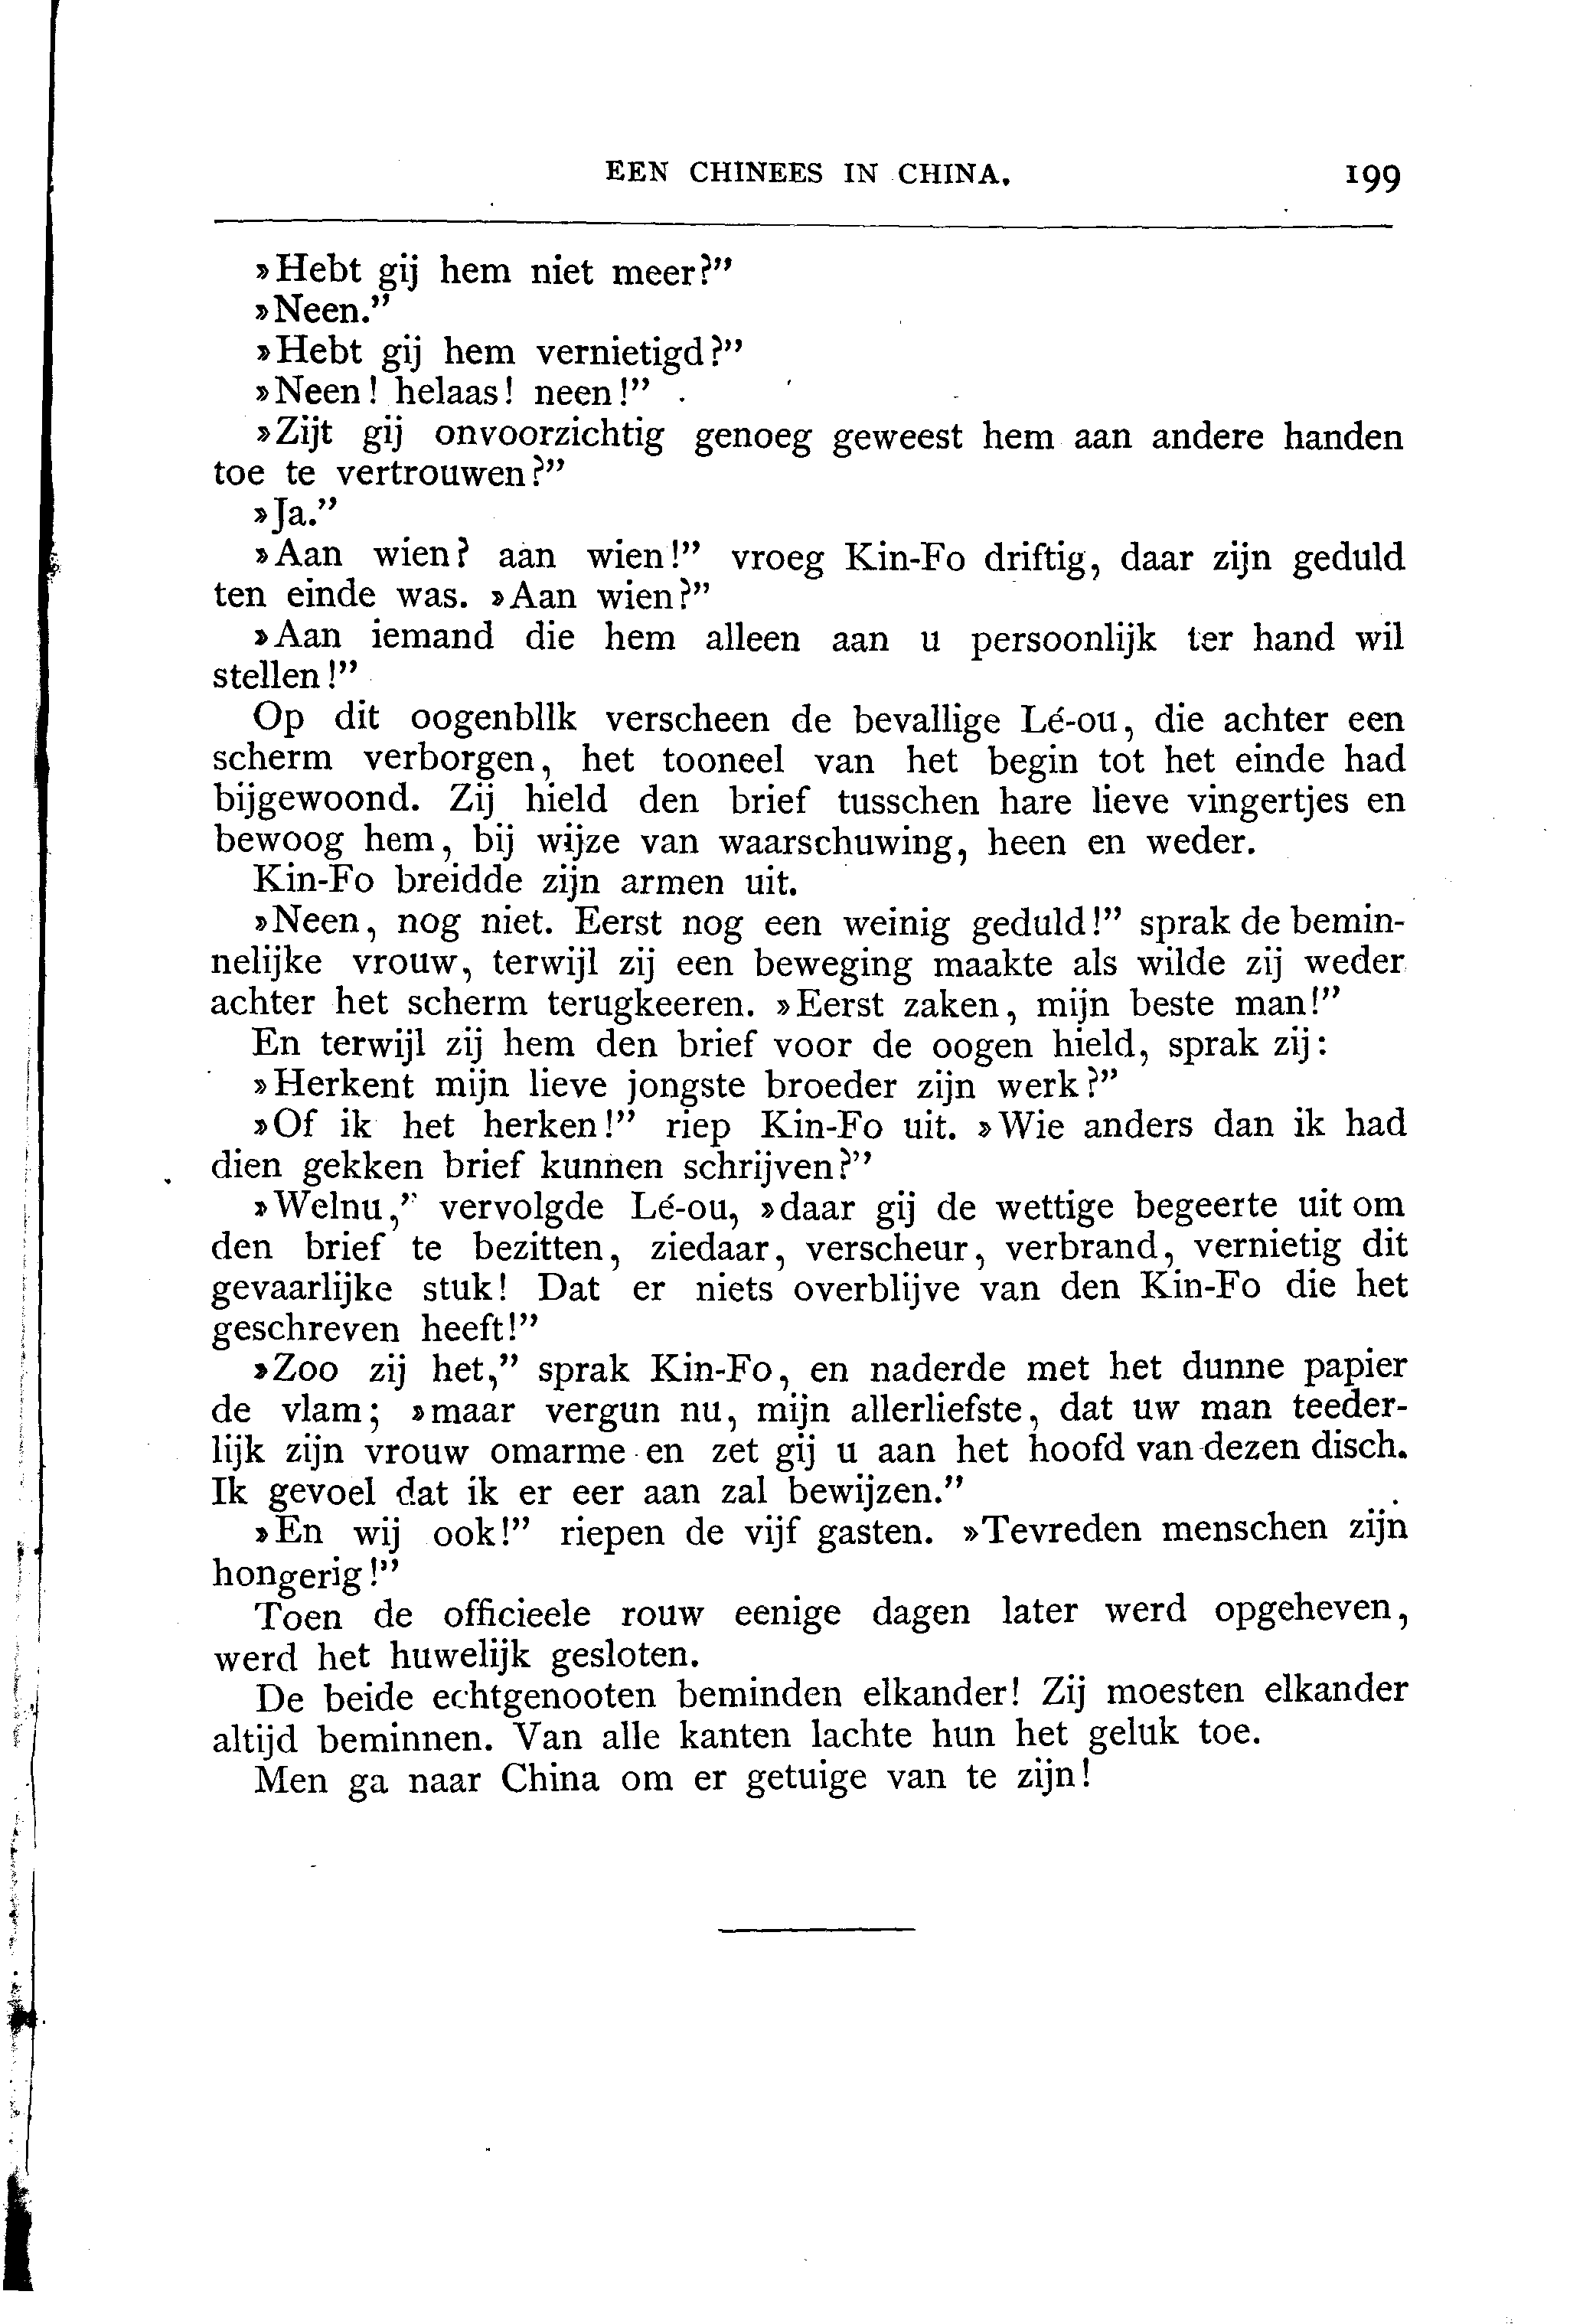 EEN CHINEES IN CHINA. 199
»Hebt gij hem niet meer?”
»Neen.”
»Hebt gij hem vernietigd?”
»Neen! helaas! neen!”
»Zijt gij onvoorzichtig genoeg geweest hem aan andere handen
toe te vertrouwen?”
»Ja.”
»Aan wien? aan wien!” vroeg Kin-Fo driftig, daar zijn geduld
ten einde was. »Aan wien?”
»Aan iemand die hem alleen aan u persoonlijk ter hand wil
stellen!”
Op dit oogenbllk verscheen de bevallige Lé-ou, die achter een
scherm verborgen, het tooneel van het begin tot het einde had
bijgewoond. Zij hield den brief tusschen hare lieve vingertjes en
bewoog hem, bij wijze van waarschuwing, heen en weder.
Kin-Fo breidde zijn armen uit.
»Neen, nog niet. Eerst nog een weinig geduld!” sprak de bemin-
nelijke vrouw, terwijl zij een beweging maakte als wilde zij weder
achter het scherm terugkeeren. »Eerst zaken, mijn beste man!”
En terwijl zij hem den brief voor de oogen hield, sprak zij:
»Herkent mijn lieve jongste broeder zijn werk?”
»Of ik het herken!” riep Kin-Fo uit. »Wie anders dan ik had
dien gekken brief kunnen schrijven?”
»Welnu,” vervolgde Lé-ou, »daar gij de wettige begeerte uit om
den brief te bezitten, ziedaar, verscheur, verbrand, vernietig dit
gevaarlijke stuk! Dat er niets overblijve van den Kin-Fo die het
geschreven heeft!”
»Zoo zij het,” sprak Kin-Fo, en naderde met het dunne papier
de vlam; »maar vergun nu, mijn allerliefste, dat uw man teeder-
lijk zijn vrouw omarme en zet gij u aan het hoofd van dezen disch.
Ik gevoel dat ik er eer aan zal bewijzen.”
»En wij ook!” riepen de vijf gasten. »Tevreden menschen zijn
hongerig!”
Toen de officieele rouw eenige dagen later werd opgeheven,
werd het huwelijk gesloten.
De beide echtgenooten beminden elkander! Zij moesten elkander
altijd beminnen. Van alle kanten lachte hun het geluk toe.
Men ga naar China om er getuige van te zijn!